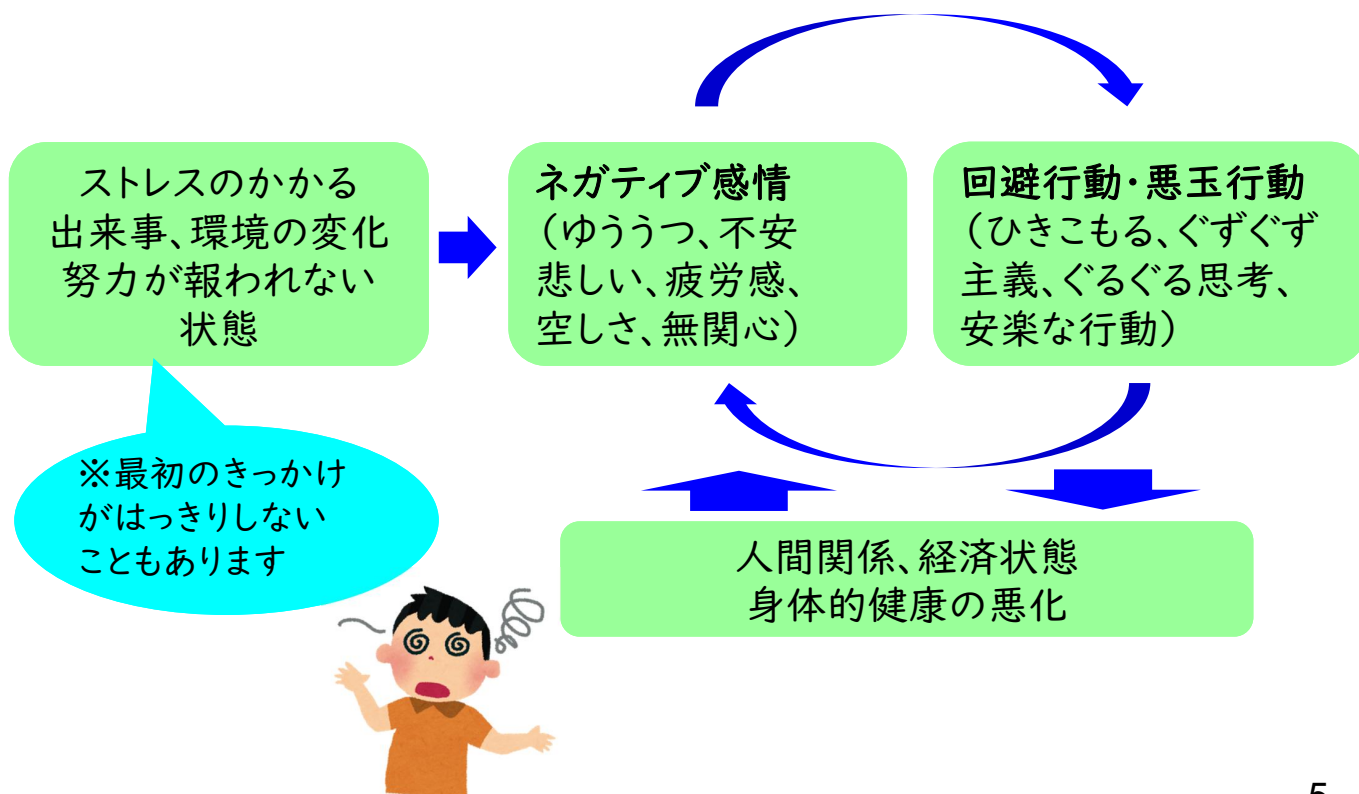 ストレスのかかる
出来事、環境の変化
努力が報われない
状態
ネガティブ感情
（ゆううつ、不安
悲しい、疲労感、
空しさ、無関心）
回避行動・悪玉行動
（ひきこもる、ぐずぐず
主義、ぐるぐる思考、
安楽な行動）
※最初のきっかけ
がはっきりしない
こともあります
人間関係、経済状態
身体的健康の悪化
5